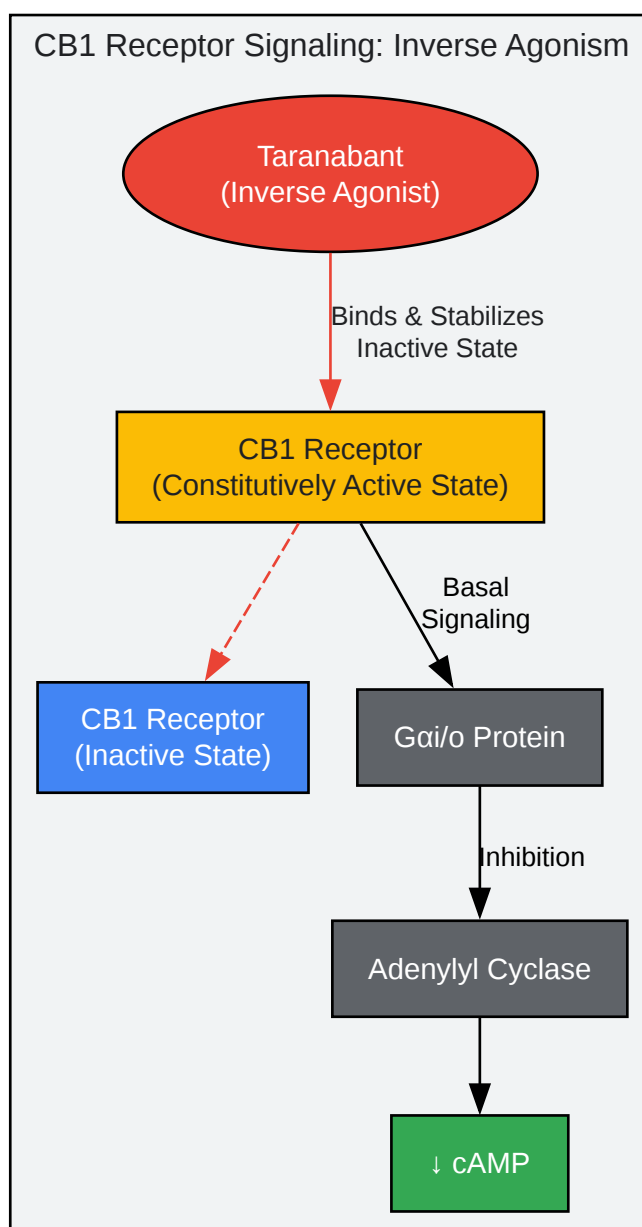 CB1 Receptor Signaling: Inverse Agonism
Taranabant
(Inverse Agonist)
Binds & Stabilizes
Inactive State
CB1 Receptor
(Constitutively Active State)
Basal
Signaling
CB1 Receptor
(Inactive State)
Gαi/o Protein
Inhibition
Adenylyl Cyclase
↓ cAMP